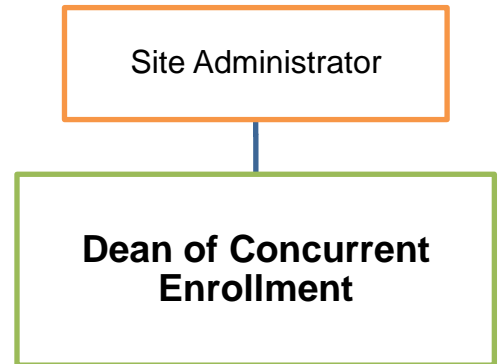 Site Administrator
Dean of Concurrent
Enrollment